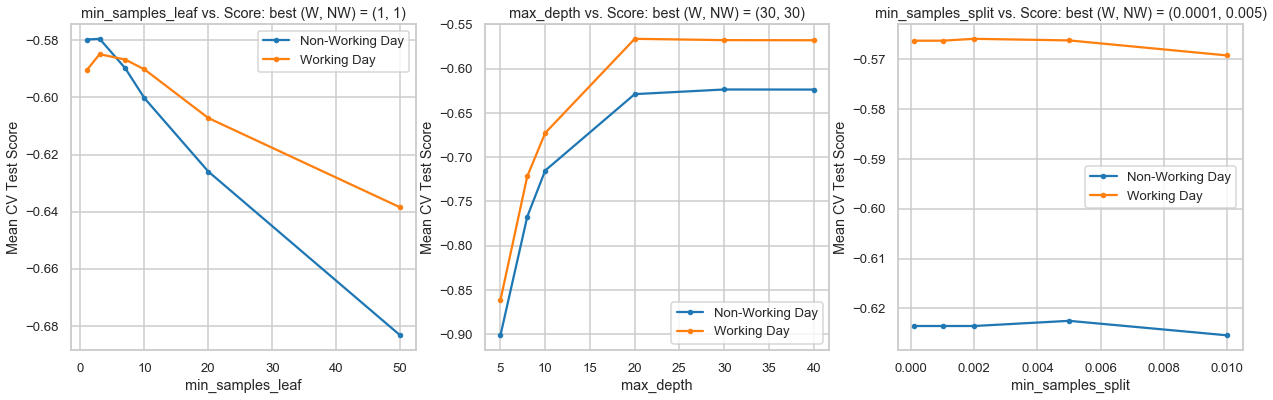 min_samples_leaf vs. Score: best (W, NW) = (1, 1)
Non-Working Day
Working Day
−0.58
−0.60
−0.62
−0.64
−0.66
−0.68
Mean CV Test Score
0 10 20 30 40 50
min_samples_leaf
max_depth vs. Score: best (W, NW) = (30, 30)
−0.55
−0.60
−0.65
−0.70
−0.75
−0.80
−0.85
−0.90
Mean CV Test Score
Non-Working Day
Working Day
5 10 15 20 25 30 35 40
max_depth
min_samples_split vs. Score: best (W, NW) = (0.0001, 0.005)
−0.57
−0.58
−0.59
−0.60
−0.61
−0.62
Mean CV Test Score
Non-Working Day
Working Day
0.000 0.002 0.004 0.006 0.008 0.010
min_samples_split